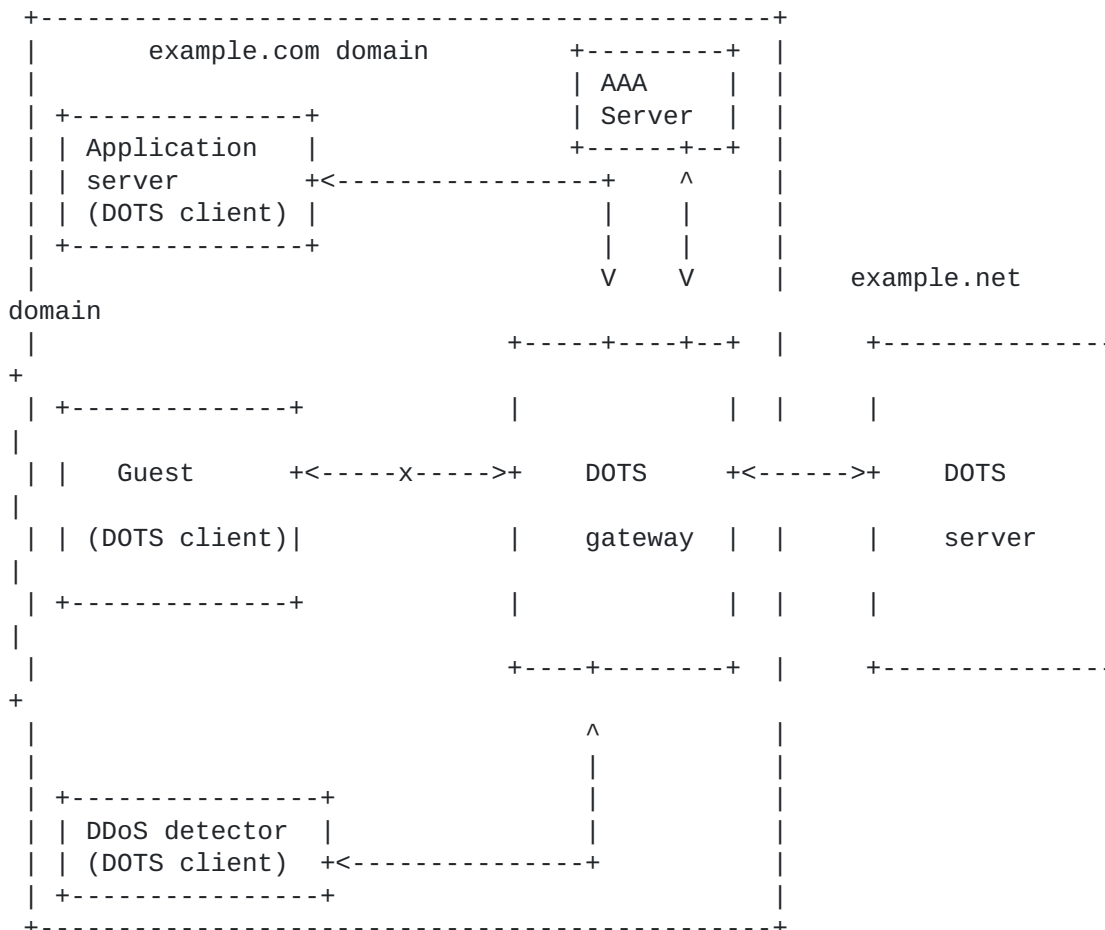 example.com domain
AAA
Server
Application
server
(DOTS client)
example.net
domain
Guest x DOTS DOTS
(DOTS client) gateway server
DDoS detector
(DOTS client)